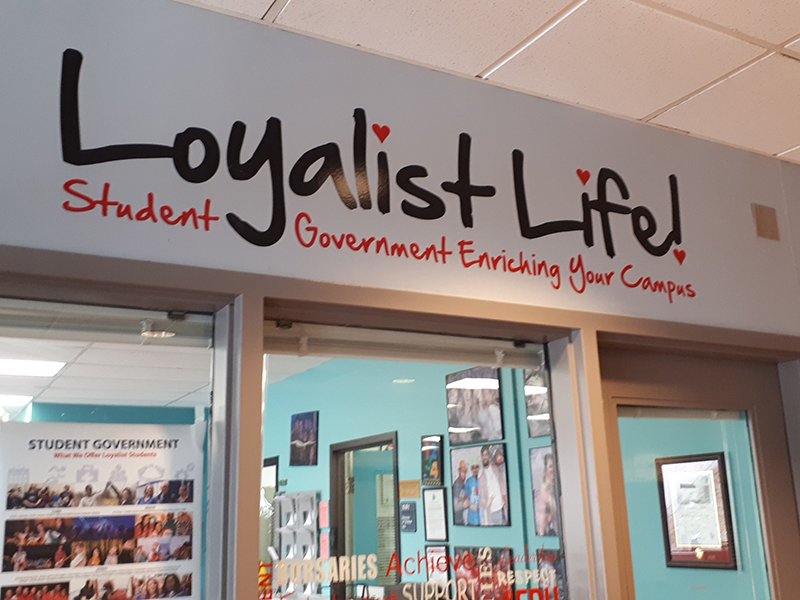 Loyalist Life!
Student Government Enriching Your Campus
STUDENT GOVERNMENT
What We Offer Loyalist Students
BURSARIES Achieve
SUPPORT
RESPECT